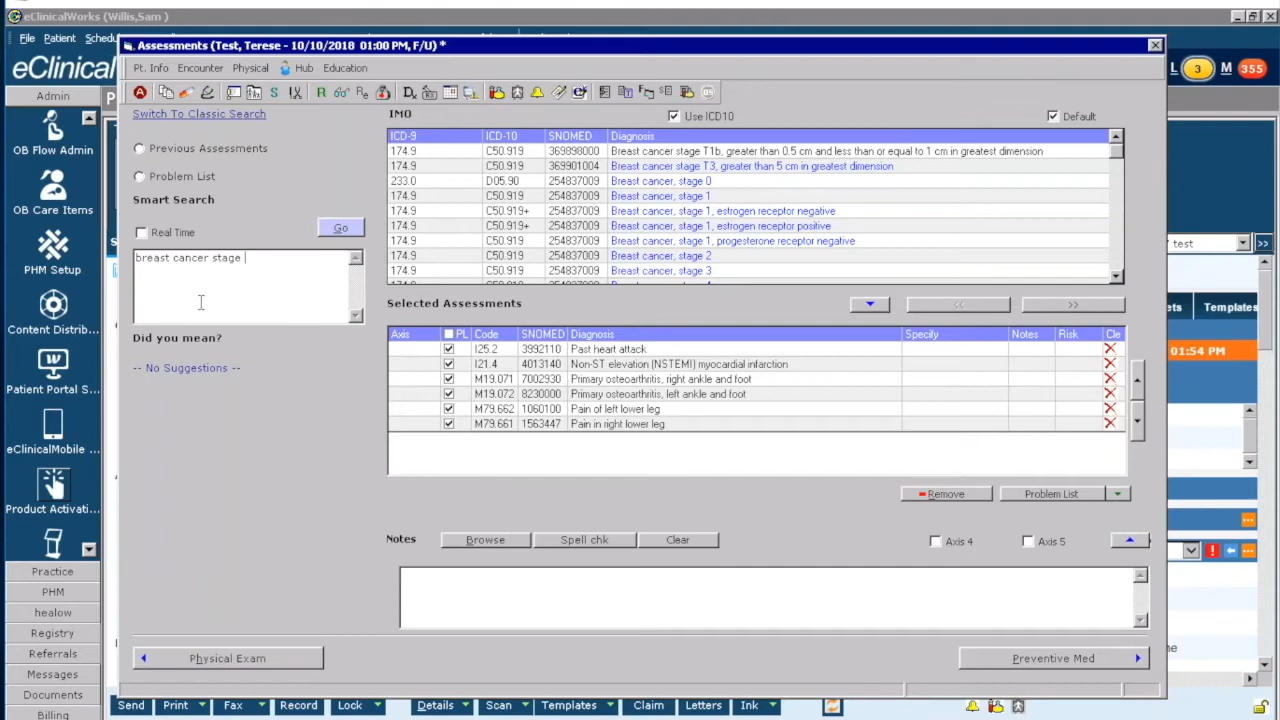 eClinicalWorks (Willis,Sam )
File Patient Schedu
eClinical
L 3 M 355
Assessments (Test, Terese - 10/10/2018 01:00 PM, F/U) *
Pt. Info Encounter Physical Hub Education
Admin
OB Flow Admin
OB Care Items
PHM Setup
Content Distrib...
Patient Portal S...
eClinicalMobile ...
Product Activati...
Practice
PHM
healow
Registry
Referrals
Messages
Documents
Billing
Switch To Classic Search
Previous Assessments
Problem List
Smart Search
Real Time
Go
breast cancer stage
Did you mean?
-- No Suggestions --
IMO
Use ICD10
Default
ICD-9 ICD-10 SNOMED Diagnosis
174.9 C50.919 369898000 Breast cancer stage T1b, greater than 0.5 cm and less than or equal to 1 cm in greatest dimension
174.9 C50.919 369901004 Breast cancer stage T3, greater than 5 cm in greatest dimension
233.0 D05.90 254837009 Breast cancer, stage 0
174.9 C50.919 254837009 Breast cancer, stage 1
174.9 C50.919+ 254837009 Breast cancer, stage 1, estrogen receptor negative
174.9 C50.919+ 254837009 Breast cancer, stage 1, estrogen receptor positive
174.9 C50.919 254837009 Breast cancer, stage 1, progesterone receptor negative
174.9 C50.919 254837009 Breast cancer, stage 2
174.9 C50.919 254837009 Breast cancer, stage 3
Selected Assessments
<< >>
Axis PL Code SNOMED Diagnosis Specify Notes Risk Cle
I25.2 3992110 Past heart attack
I21.4 4013140 Non-ST elevation (NSTEMI) myocardial infarction
M19.071 7002930 Primary osteoarthritis, right ankle and foot
M19.072 8230000 Primary osteoarthritis, left ankle and foot
M79.662 1060100 Pain of left lower leg
M79.661 1563447 Pain in right lower leg
Remove Problem List
Notes Browse Spell chk Clear Axis 4 Axis 5
Physical Exam Preventive Med
test >>
ets Templates
01:54 PM
Send Print Fax Record Lock Details Scan Templates Claim Letters Ink